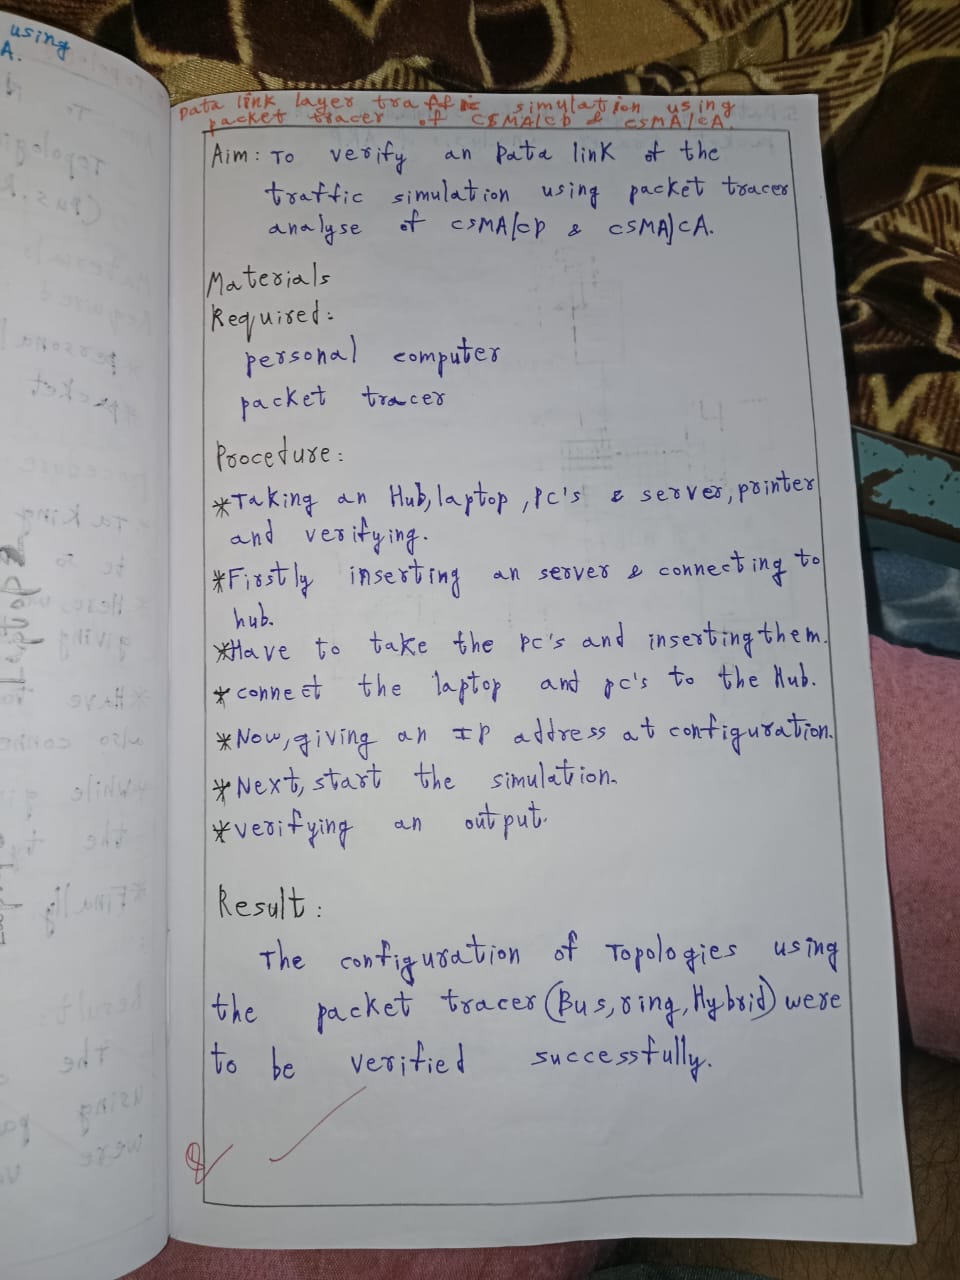 using
A.
Data link layer traffic simulation using
packet tracer of CSMA/CD & CSMA/CA.
Aim: To verify an Data link of the
traffic simulation using packet tracer
analyse of CSMA/CD & CSMA/CA.
Materials
Required:
personal computer
packet tracer
Procedure:
*Taking an Hub, laptop, PC's & server, printer
and verifying.
*Firstly inserting an server & connecting to
hub.
*Have to take the PC's and inserting them.
*connect the laptop and pc's to the Hub.
*Now, giving an IP address at configuration.
*Next, start the simulation.
*verifying an output.
Result:
The configuration of Topologies using
the packet tracer (Bus, ring, Hybrid) were
to be verified successfully.